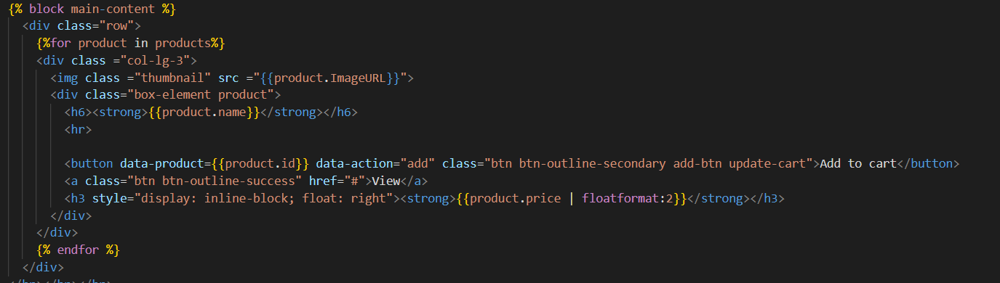 {% block main-content %}
<div class="row">
{%for product in products%}
<div class ="col-lg-3">
<img class ="thumbnail" src ="{{product.ImageURL}}">
<div class="box-element product">
<h6><strong>{{product.name}}</strong></h6>
<hr>
<button data-product={{product.id}} data-action="add" class="btn btn-outline-secondary add-btn update-cart">Add to cart</button>
<a class="btn btn-outline-success" href="#">View</a>
<h3 style="display: inline-block; float: right"><strong>{{product.price | floatformat:2}}</strong></h3>
</div>
</div>
{% endfor %}
</div>